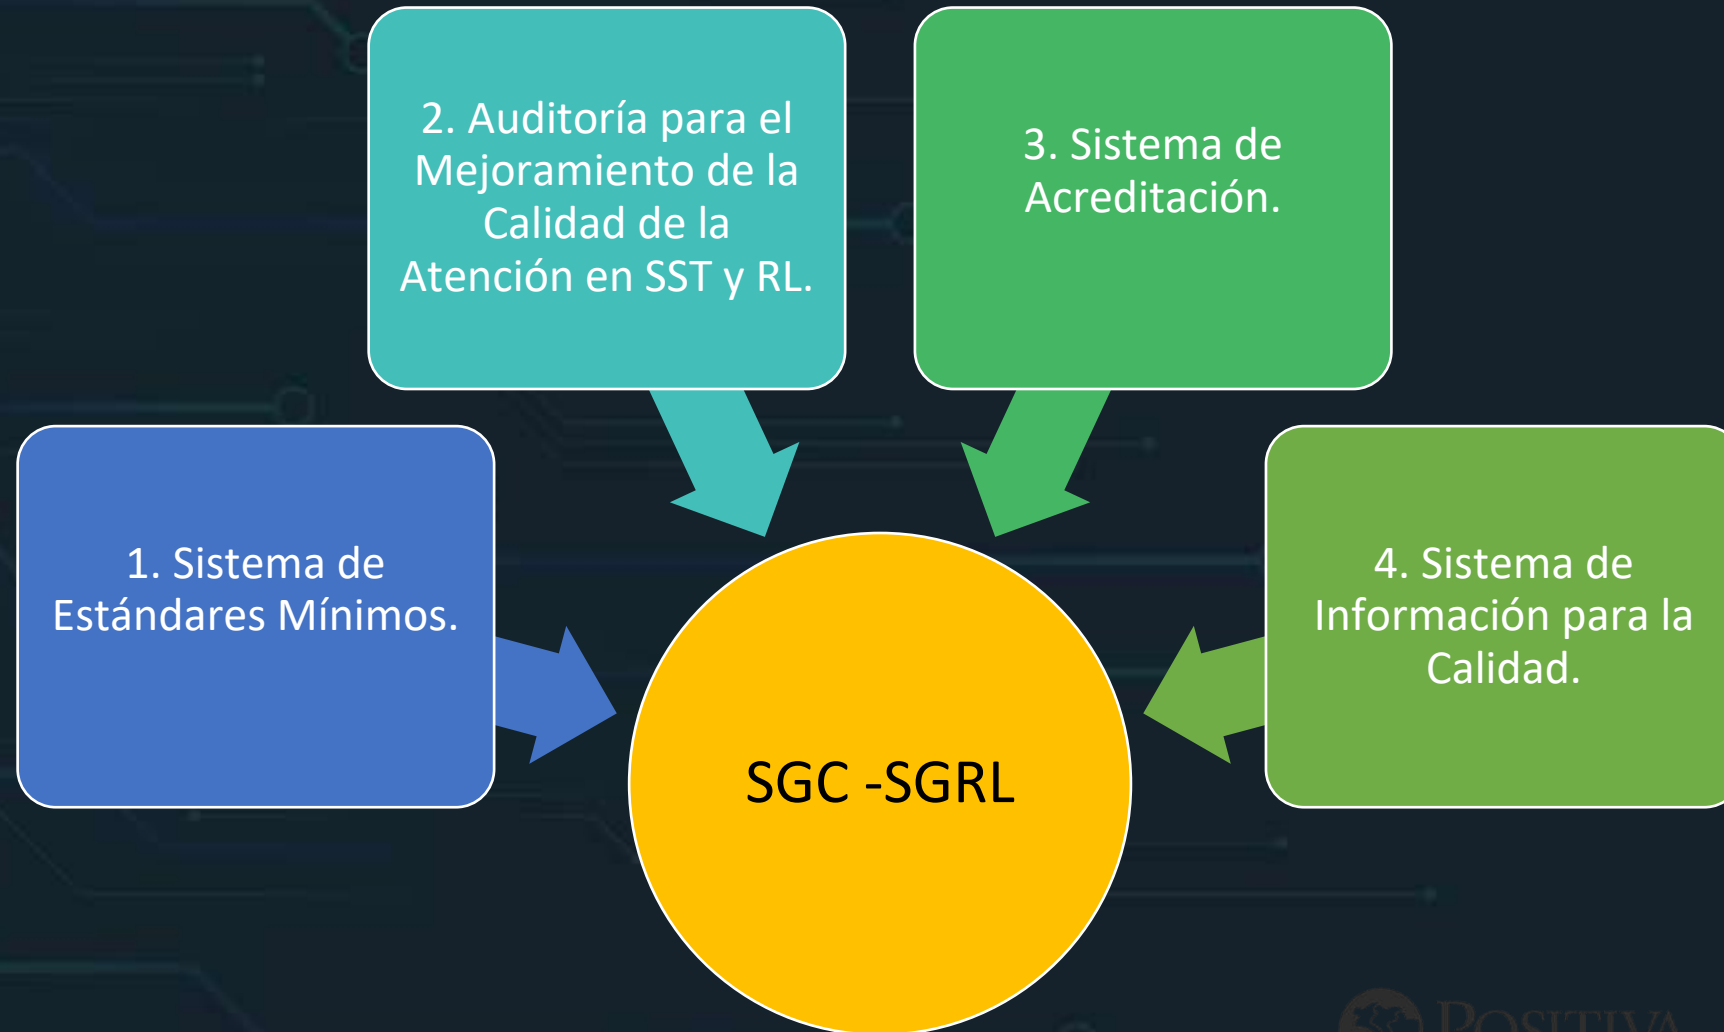 2. Auditoría para el
Mejoramiento de la
Calidad de la
Atención en SST y RL.
3. Sistema de
Acreditación.
1. Sistema de
Estándares Mínimos.
4. Sistema de
Información para la
Calidad.
SGC -SGRL
POSITIVA